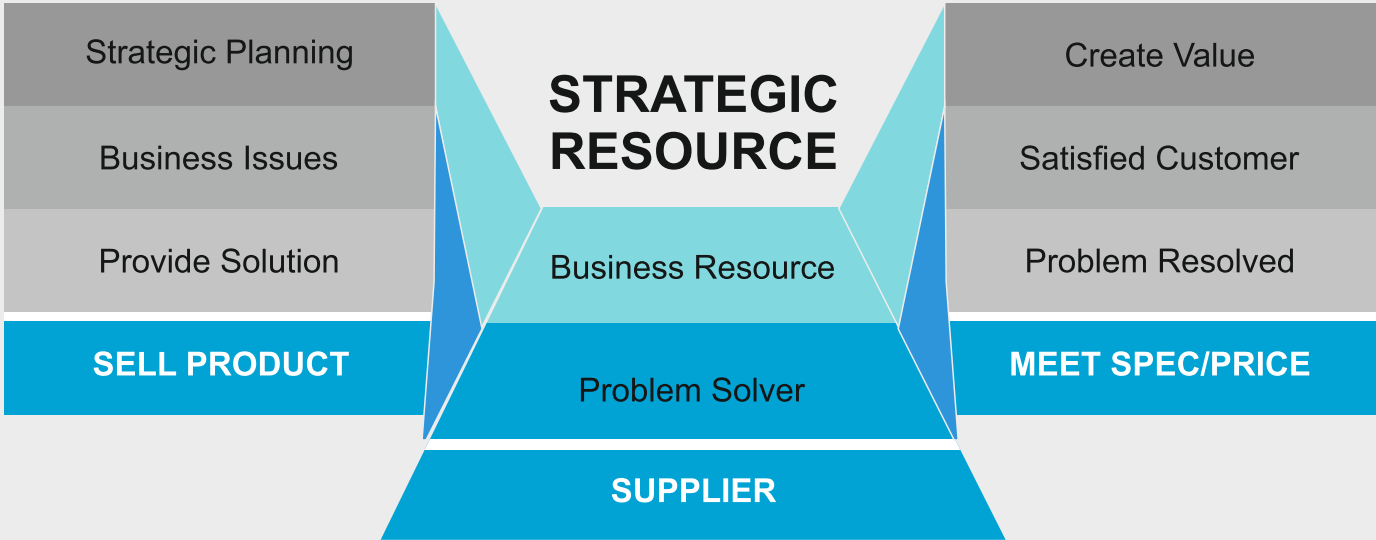 Strategic Planning
Business Issues
Provide Solution
SELL PRODUCT
STRATEGIC
RESOURCE
Business Resource
Problem Solver
SUPPLIER
Create Value
Satisfied Customer
Problem Resolved
MEET SPEC/PRICE